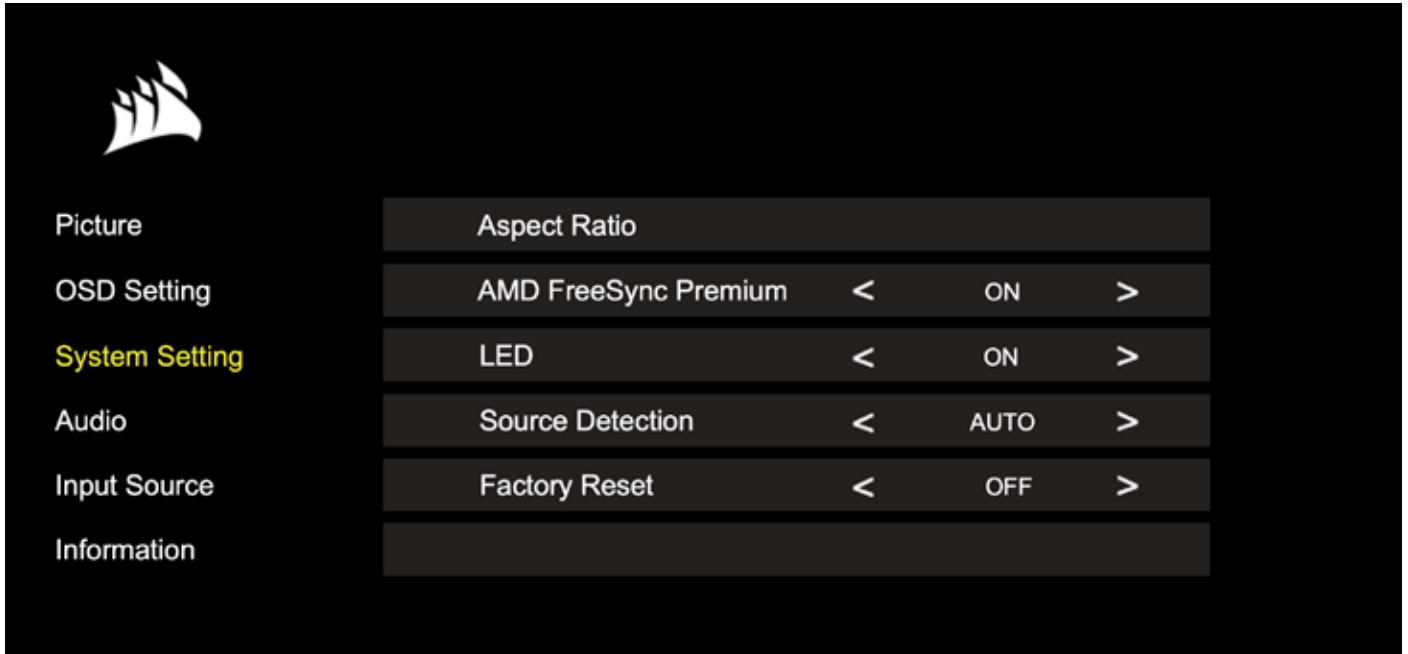 Picture
Aspect Ratio
OSD Setting
AMD FreeSync Premium < ON >
System Setting
LED < ON >
Audio
Source Detection < AUTO >
Input Source
Factory Reset < OFF >
Information